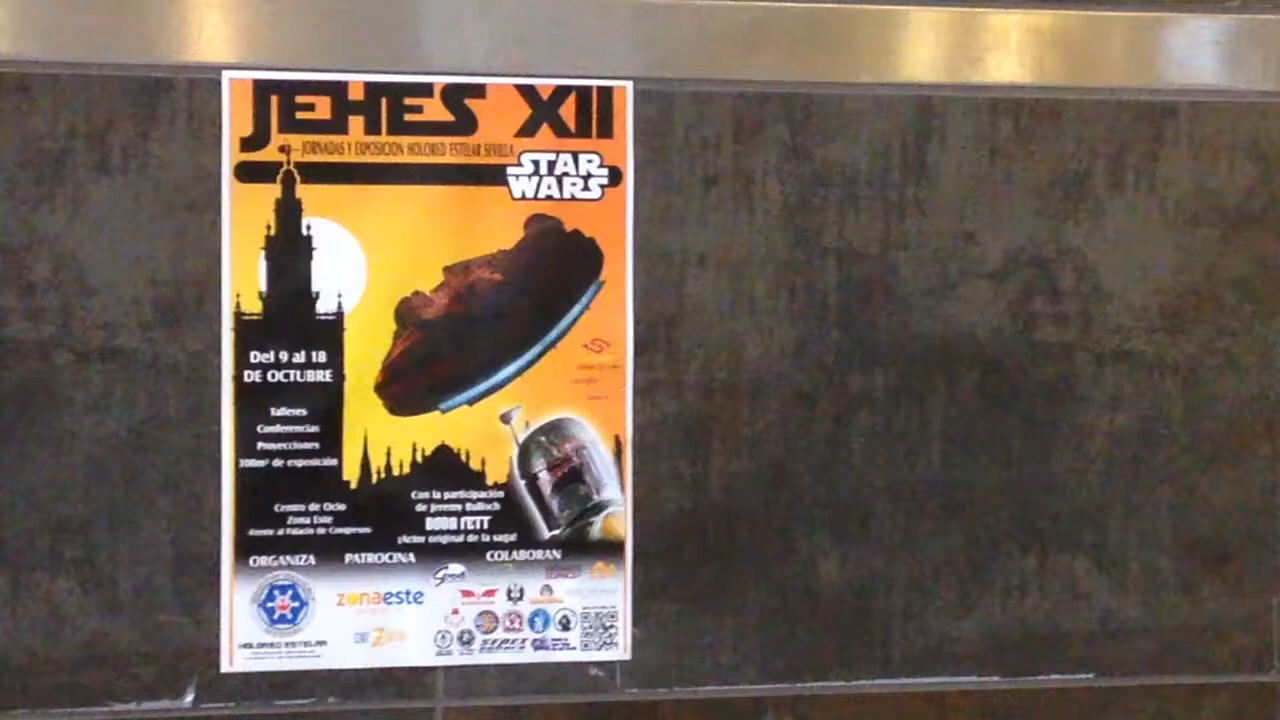 JEHES XII
JORNADAS Y EXPOSICION HOLORED ESTELAR SEVILLA
STAR
WARS
Del 9 al 18
DE OCTUBRE
Talleres
Conferencias
Proyecciones
de exposición
Centro de Ocio
Zona Este
frente al Palacio de Congresos
Con la participación
de Jeremy Bulloch
BOBA FETT
¡Actor original de la saga!
ORGANIZA
PATROCINA
COLABORAN
zonaeste
HOLORED ESTELAR